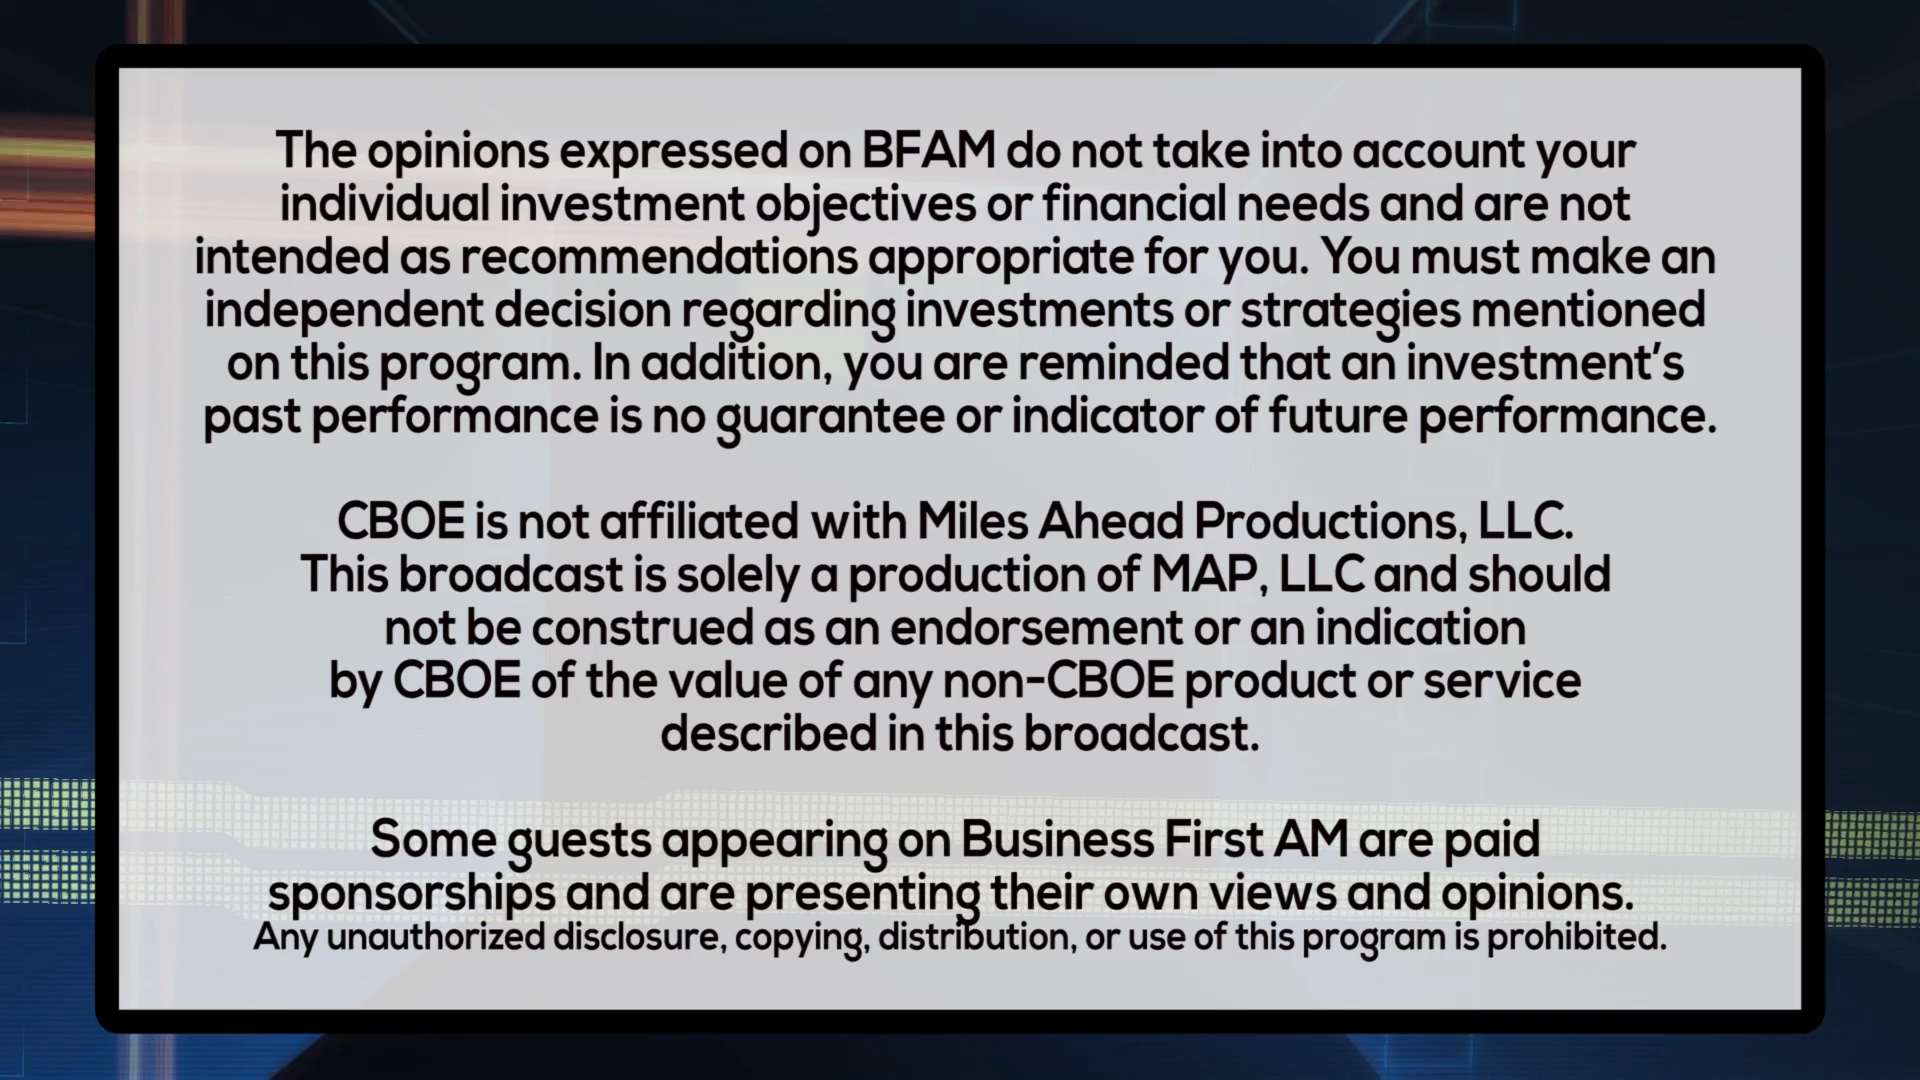 The opinions expressed on BFAM do not take into account your
individual investment objectives or financial needs and are not
intended as recommendations appropriate for you. You must make an
independent decision regarding investments or strategies mentioned
on this program. In addition, you are reminded that an investment's
past performance is no guarantee or indicator of future performance.
CBOE is not affiliated with Miles Ahead Productions, LLC.
This broadcast is solely a production of MAP, LLC and should
not be construed as an endorsement or an indication
by CBOE of the value of any non-CBOE product or service
described in this broadcast.
Some guests appearing on Business First AM are paid
sponsorships and are presenting their own views and opinions.
Any unauthorized disclosure, copying, distribution, or use of this program is prohibited.